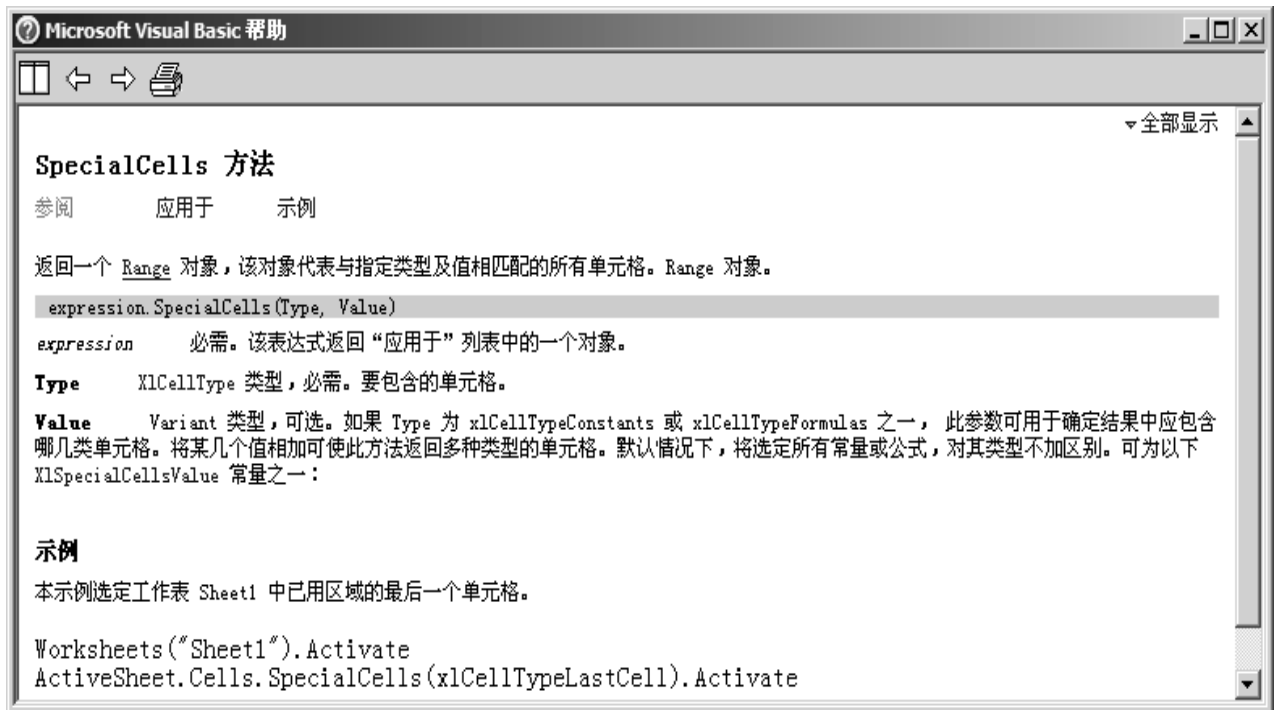 Microsoft Visual Basic 帮助
全部显示
SpecialCells 方法
参阅 应用于 示例
返回一个 Range 对象，该对象代表与指定类型及值相匹配的所有单元格。Range 对象。
expression.SpecialCells(Type, Value)
expression 必需。该表达式返回“应用于”列表中的一个对象。
Type XlCellType 类型，必需。要包含的单元格。
Value Variant 类型，可选。如果 Type 为 xlCellTypeConstants 或 xlCellTypeFormulas 之一， 此参数可用于确定结果中应包含
哪几类单元格。将某几个值相加可使此方法返回多种类型的单元格。默认情况下，将选定所有常量或公式，对其类型不加区别。可为以下
XlSpecialCellsValue 常量之一：
示例
本示例选定工作表 Sheet1 中已用区域的最后一个单元格。
Worksheets("Sheet1").Activate
ActiveSheet.Cells.SpecialCells(xlCellTypeLastCell).Activate